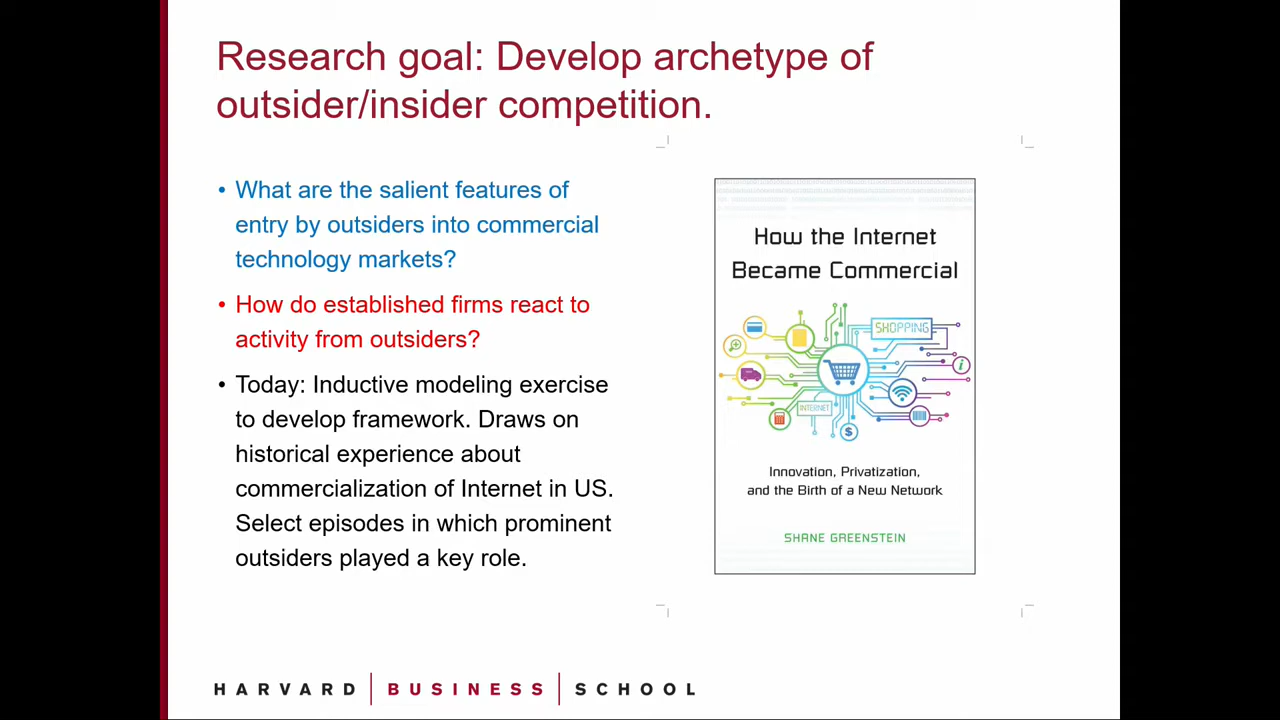 Research goal: Develop archetype of
outsider/insider competition.
• What are the salient features of
entry by outsiders into commercial
technology markets?
• How do established firms react to
activity from outsiders?
• Today: Inductive modeling exercise
to develop framework. Draws on
historical experience about
commercialization of Internet in US.
Select episodes in which prominent
outsiders played a key role.
How the Internet
Became Commercial
SHOPPING
INTERNET
Innovation, Privatization,
and the Birth of a New Network
SHANE GREENSTEIN
HARVARD | BUSINESS | SCHOOL